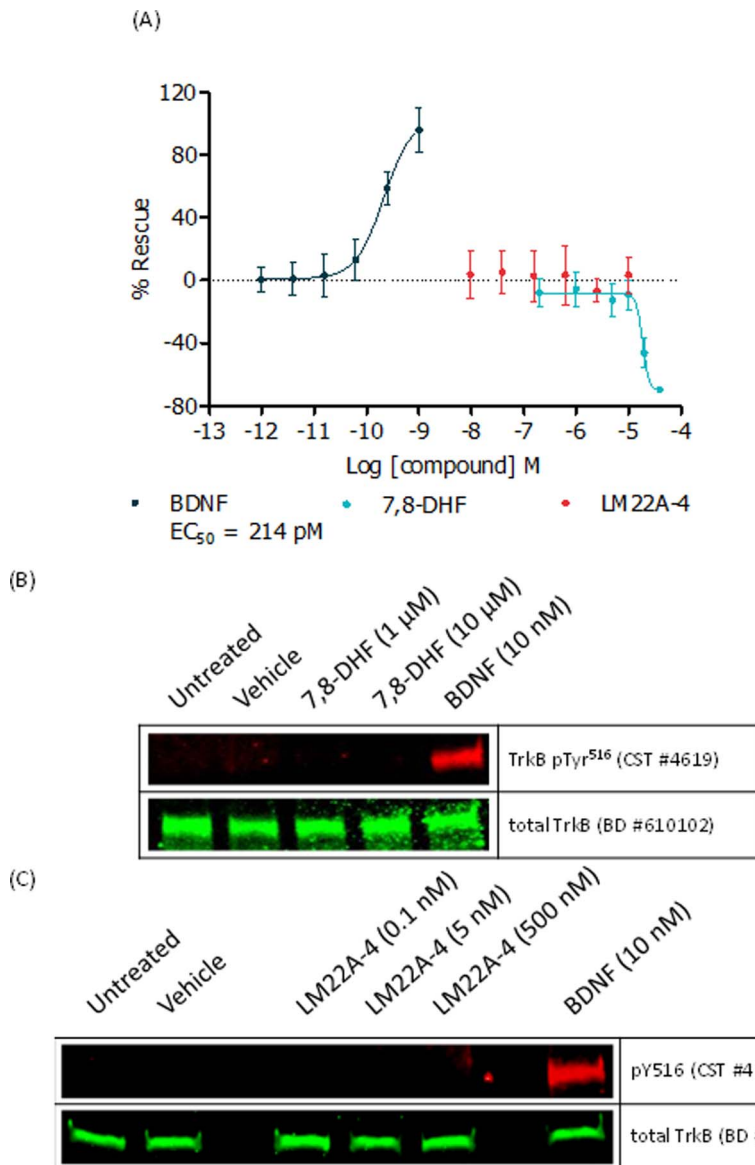 (A)
120
80
40
0
-40
-80
% Rescue
-13 -12 -11 -10 -9 -8 -7 -6 -5 -4
Log [compound] M
BDNF 7,8-DHF LM22A-4
EC50 = 214 pM
(B)
Untreated
Vehicle
7,8-DHF (1 µM)
7,8-DHF (10 µM)
BDNF (10 nM)
TrkB pTyr516 (CST #4619)
total TrkB (BD #610102)
(C)
Untreated
Vehicle
LM22A-4 (0.1 nM)
LM22A-4 (5 nM)
LM22A-4 (500 nM)
BDNF (10 nM)
pY516 (CST #4
total TrkB (BD